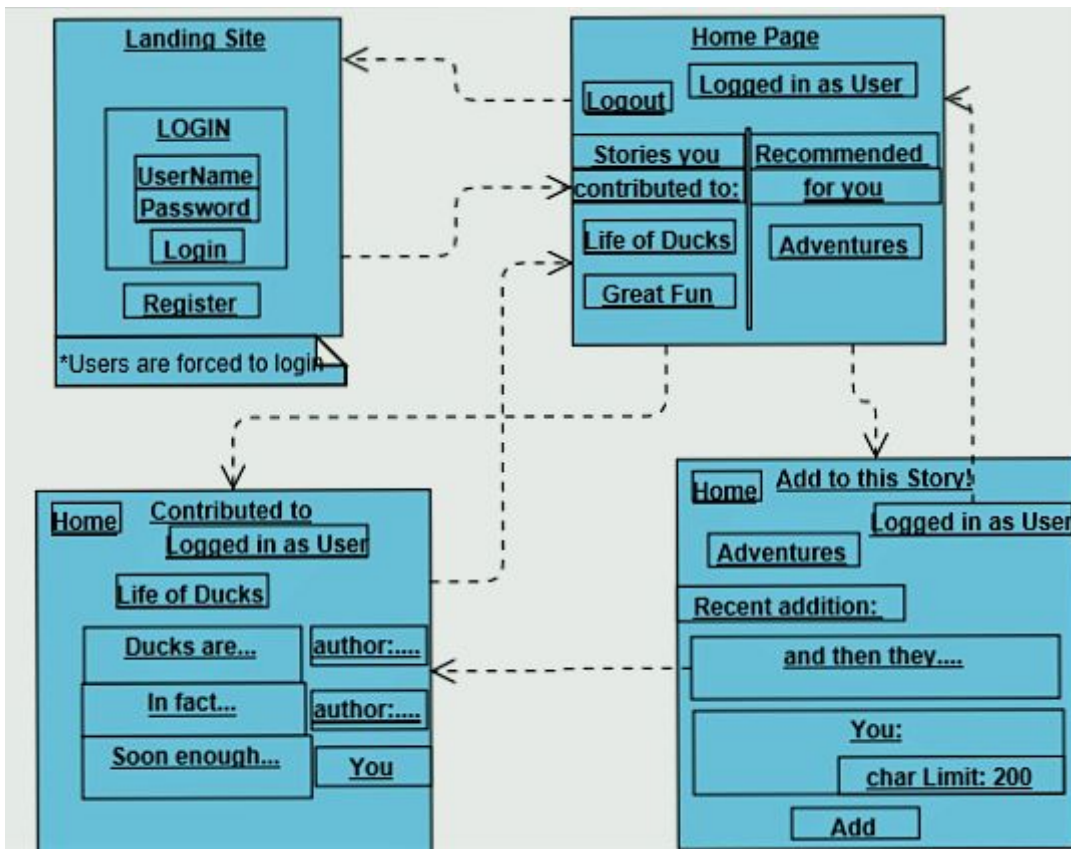 Landing Site
LOGIN
UserName
Password
Login
Register
*Users are forced to login
Home Page
Logged in as User
Logout
Stories you
contributed to:
Life of Ducks
Great Fun
Recommended
for you
Adventures
Home
Contributed to
Logged in as User
Life of Ducks
Ducks are... author:....
In fact... author:....
Soon enough... You
Home
Add to this Story!
Logged in as User
Adventures
Recent addition:
and then they....
You:
char Limit: 200
Add